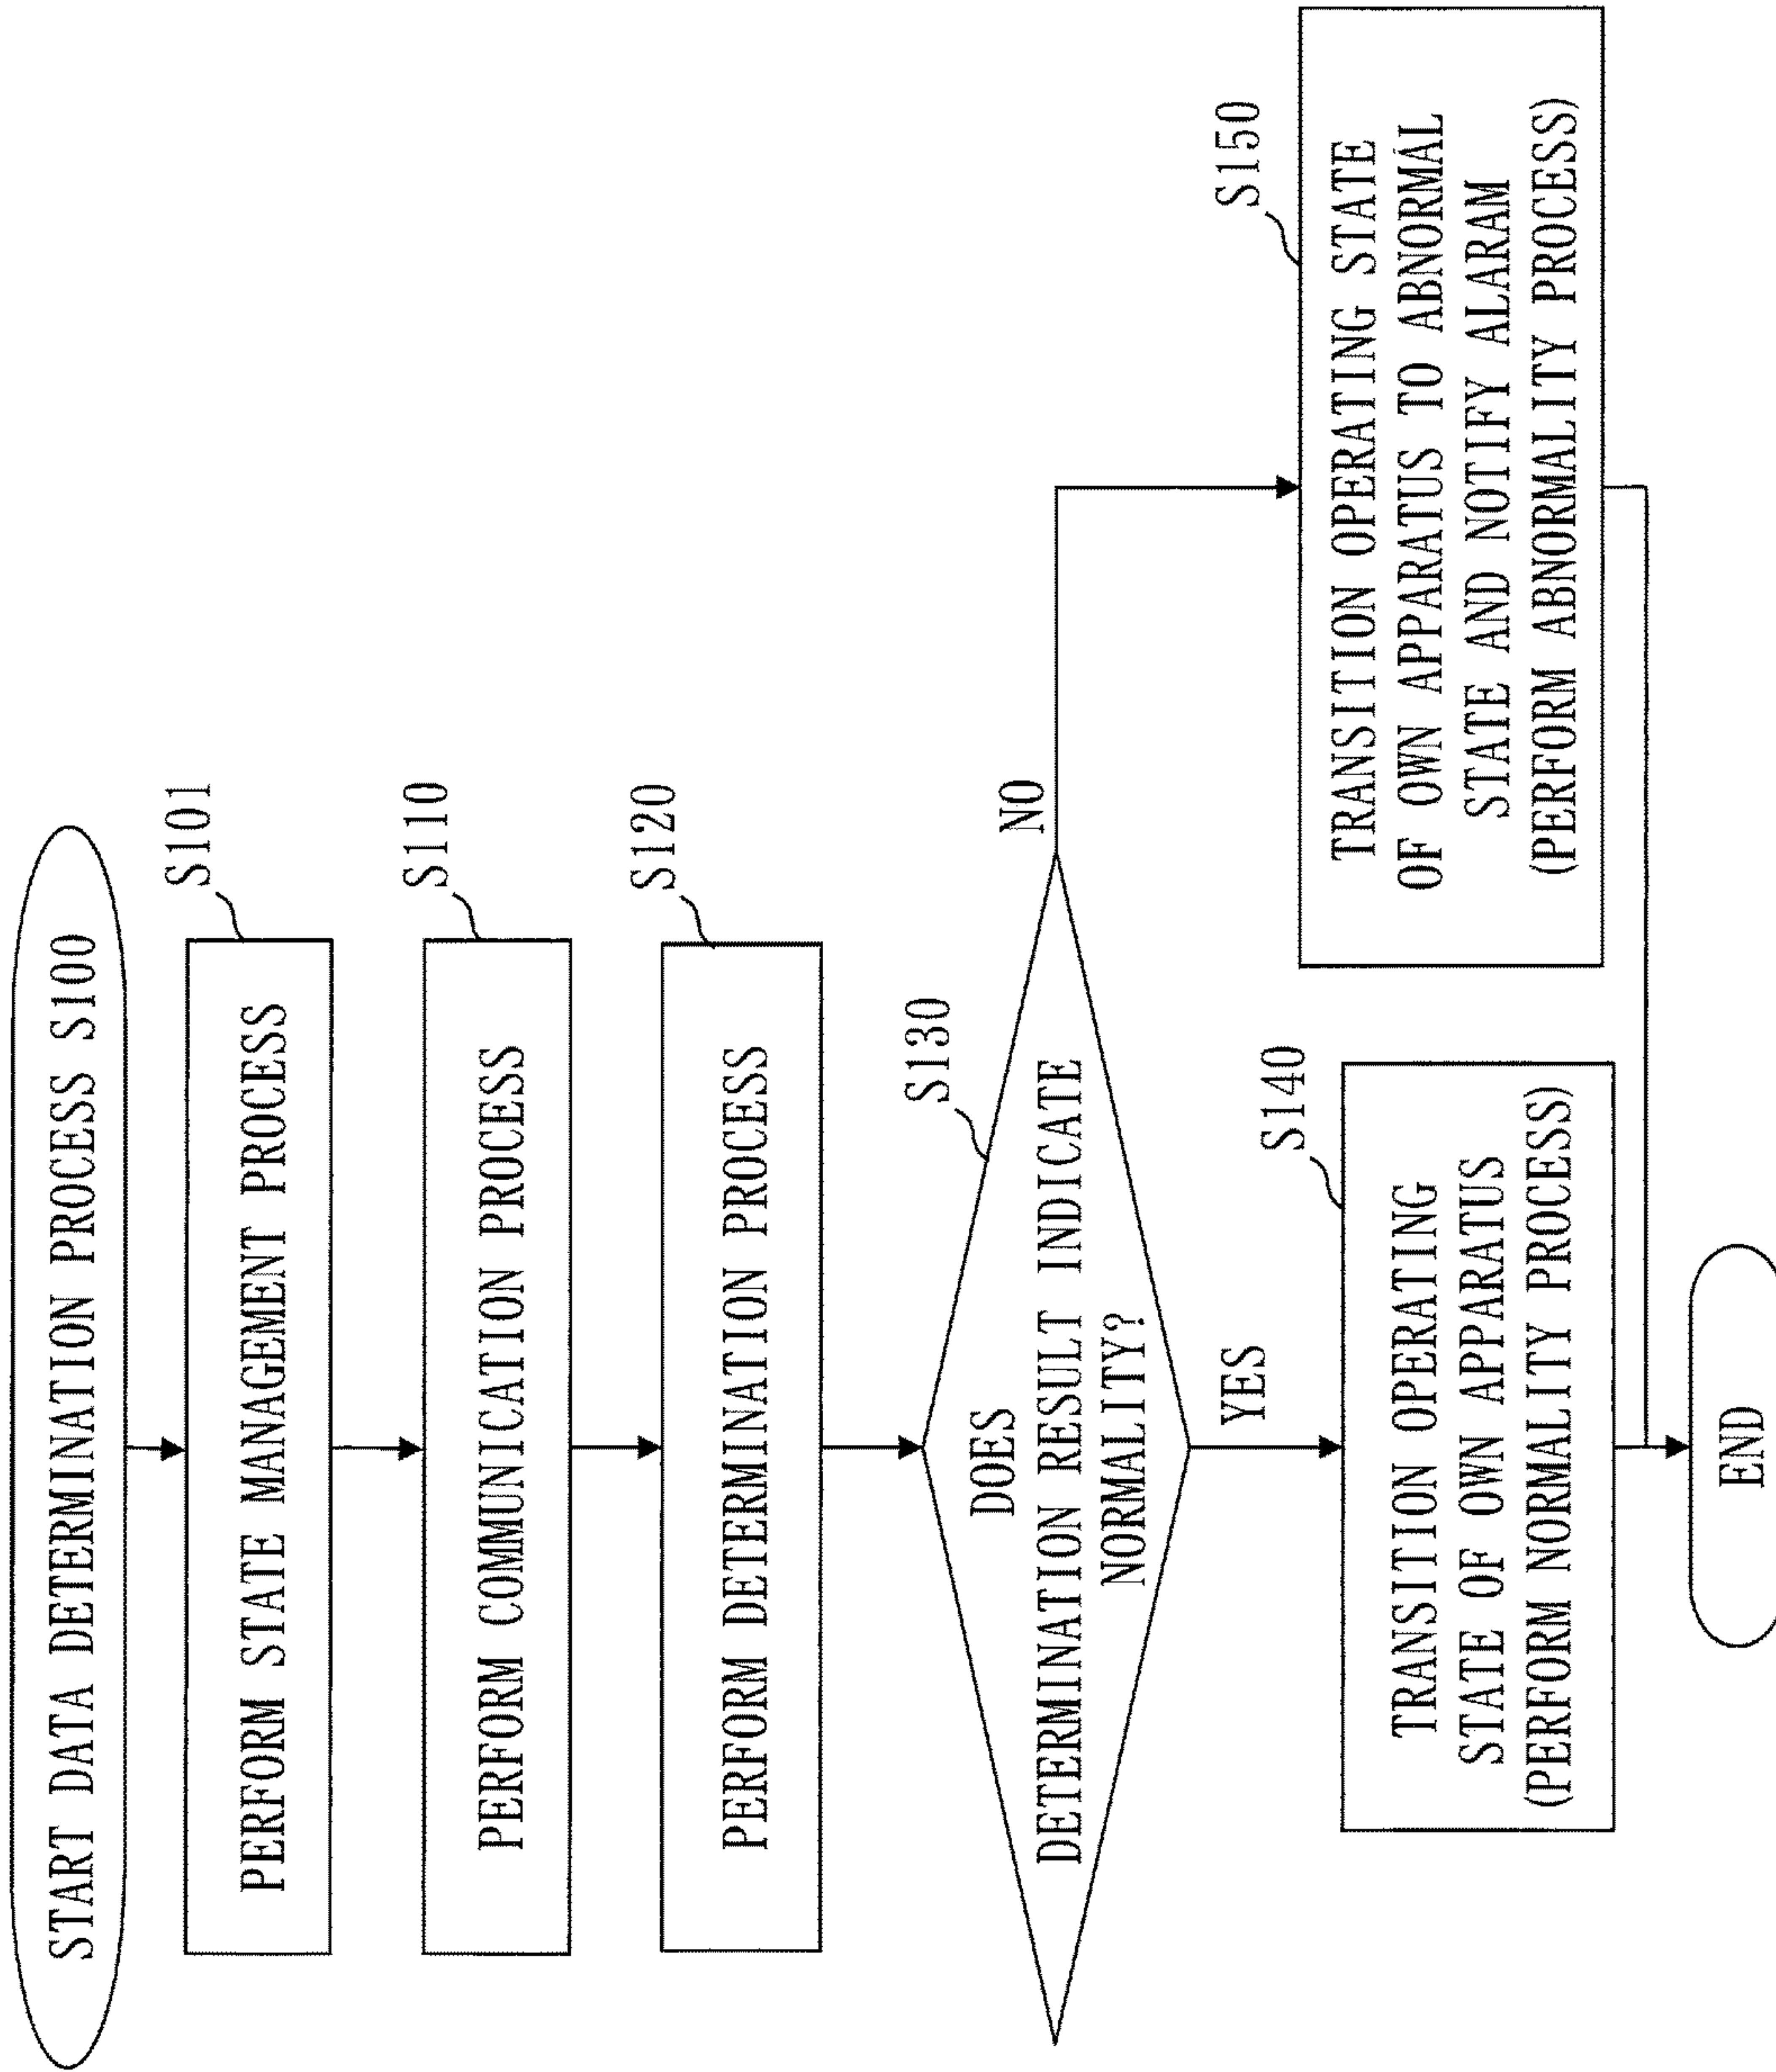 START DATA DETERMINATION PROCESS S100
S101
PERFORM STATE MANAGEMENT PROCESS
S110
PERFORM COMMUNICATION PROCESS
S120
PERFORM DETERMINATION PROCESS
S130
DOES
DETERMINATION RESULT INDICATE
NORMALITY?
NO
YES
S140
TRANSITION OPERATING
STATE OF OWN APPARATUS
(PERFORM NORMALITY PROCESS)
S150
TRANSITION OPERATING STATE
OF OWN APPARATUS TO ABNORMAL
STATE AND NOTIFY ALARAM
(PERFORM ABNORMALITY PROCESS)
END